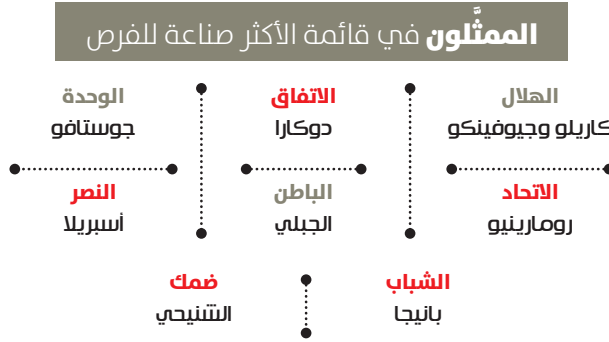 الممثَّلون في قائمة الأكثر صناعة للفرص
الهلال
كاريلو وجيوفينكو
الاتفاق
دوكارا
الوحدة
جوستافو
الاتحاد
رومارينيو
الباطن
الجبلي
النصر
أسبريلا
الشباب
بانيجا
ضمك
الشنيحي